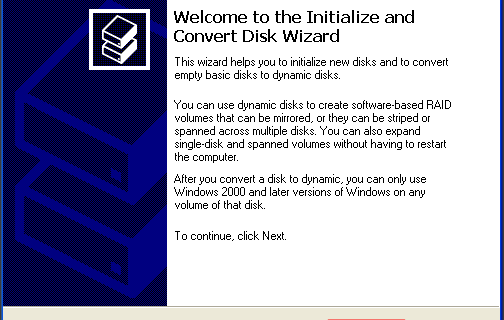 Welcome to the Initialize and
Convert Disk Wizard
This wizard helps you to initialize new disks and to convert
empty basic disks to dynamic disks.
You can use dynamic disks to create software-based RAID
volumes that can be mirrored, or they can be striped or
spanned across multiple disks. You can also expand
single-disk and spanned volumes without having to restart
the computer.
After you convert a disk to dynamic, you can only use
Windows 2000 and later versions of Windows on any
volume of that disk.
To continue, click Next.